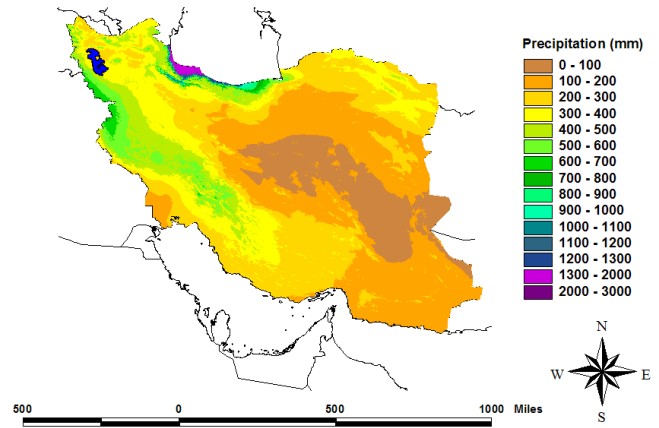 Precipitation (mm)
0 - 100
100 - 200
200 - 300
300 - 400
400 - 500
500 - 600
600 - 700
700 - 800
800 - 900
900 - 1000
1000 - 1100
1100 - 1200
1200 - 1300
1300 - 2000
2000 - 3000
N
W E
S
500 0 500 1000 Miles